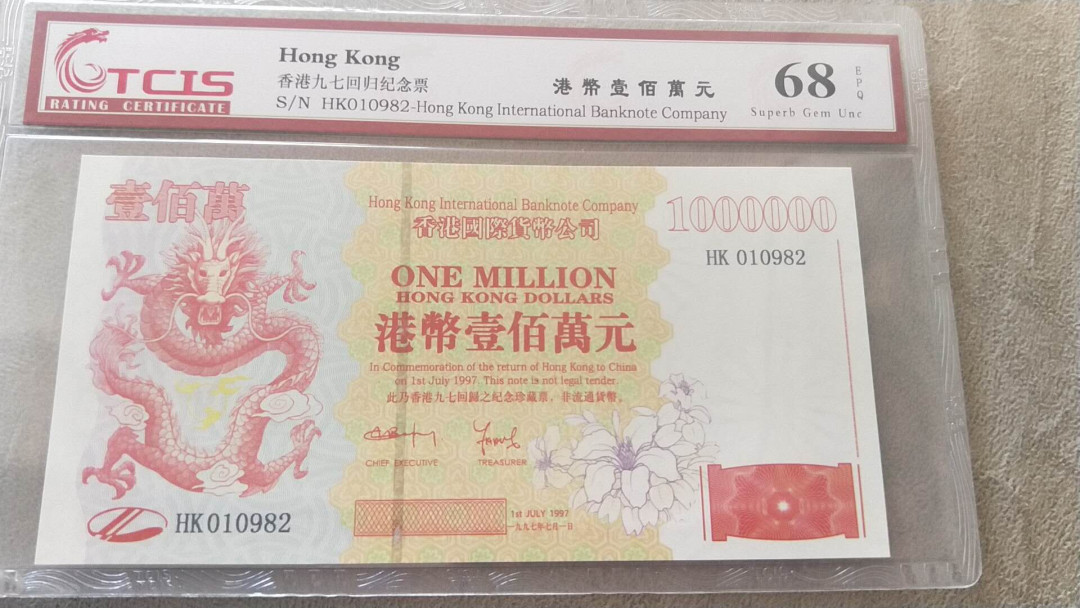 TCIS
RATING CERTIFICATE
Hong Kong
香港九七回归纪念票
港幣壹佰萬元
S/N HK010982-Hong Kong International Banknote Company
68
EPQ
Superb Gem Unc
壹佰萬
Hong Kong International Banknote Company
香港國際貨幣公司
1000000
HK 010982
ONE MILLION
HONG KONG DOLLARS
港幣壹佰萬元
In Commemoration of the return of Hong Kong to China
on 1st July 1997. This note is not legal tender.
此乃香港九七回歸之紀念珍藏票，非流通貨幣。
CHIEF EXECUTIVE
TREASURER
HK010982
1st JULY 1997
一九九七年七月一日